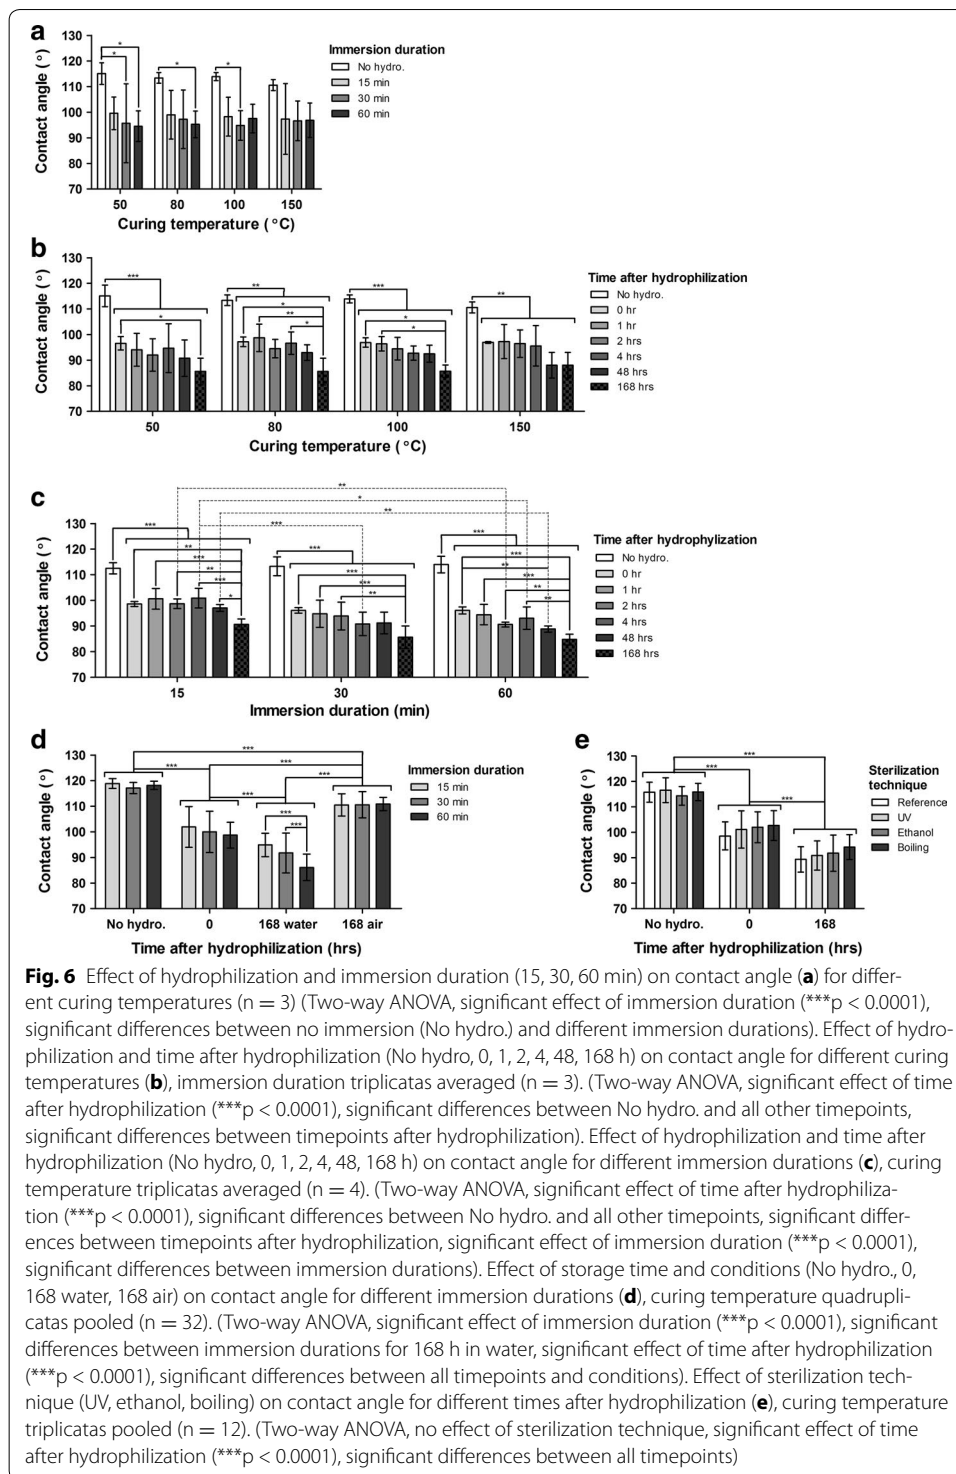 a
130
120
110
100
90
80
70
Contact angle (°)
* * * *
50 80 100 150
Curing temperature (°C)
Immersion duration
No hydro.
15 min
30 min
60 min
b
130
120
110
100
90
80
70
Contact angle (°)
*** ** *** **
* * ** * * *
50 80 100 150
Curing temperature (°C)
Time after hydrophilization
No hydro.
0 hr
1 hr
2 hrs
4 hrs
48 hrs
168 hrs
c
130
120
110
100
90
80
70
Contact angle (°)
**
*
**
***
*** *** ***
** *** ** *** *
*** *** **
*** ** *** ** **
15 30 60
Immersion duration (min)
Time after hydrophylization
No hydro.
0 hr
1 hr
2 hrs
4 hrs
48 hrs
168 hrs
d
130
120
110
100
90
80
70
Contact angle (°)
***
***
*** ***
***
***
***
No hydro. 0 168 water 168 air
Time after hydrophilization (hrs)
Immersion duration
15 min
30 min
60 min
e
130
120
110
100
90
80
70
Contact angle (°)
***
***
***
No hydro. 0 168
Time after hydrophilization (hrs)
Sterilization
technique
Reference
UV
Ethanol
Boiling
Fig. 6 Effect of hydrophilization and immersion duration (15, 30, 60 min) on contact angle (a) for differ-
ent curing temperatures (n = 3) (Two-way ANOVA, significant effect of immersion duration (***p < 0.0001),
significant differences between no immersion (No hydro.) and different immersion durations). Effect of hydro-
philization and time after hydrophilization (No hydro, 0, 1, 2, 4, 48, 168 h) on contact angle for different curing
temperatures (b), immersion duration triplicatas averaged (n = 3). (Two-way ANOVA, significant effect of time
after hydrophilization (***p < 0.0001), significant differences between No hydro. and all other timepoints,
significant differences between timepoints after hydrophilization). Effect of hydrophilization and time after
hydrophilization (No hydro, 0, 1, 2, 4, 48, 168 h) on contact angle for different immersion durations (c), curing
temperature triplicatas averaged (n = 4). (Two-way ANOVA, significant effect of time after hydrophiliza-
tion (***p < 0.0001), significant differences between No hydro. and all other timepoints, significant differ-
ences between timepoints after hydrophilization, significant effect of immersion duration (***p < 0.0001),
significant differences between immersion durations). Effect of storage time and conditions (No hydro., 0,
168 water, 168 air) on contact angle for different immersion durations (d), curing temperature quadrupli-
catas pooled (n = 32). (Two-way ANOVA, significant effect of immersion duration (***p < 0.0001), significant
differences between immersion durations for 168 h in water, significant effect of time after hydrophilization
(***p < 0.0001), significant differences between all timepoints and conditions). Effect of sterilization tech-
nique (UV, ethanol, boiling) on contact angle for different times after hydrophilization (e), curing temperature
triplicatas pooled (n = 12). (Two-way ANOVA, no effect of sterilization technique, significant effect of time
after hydrophilization (***p < 0.0001), significant differences between all timepoints)